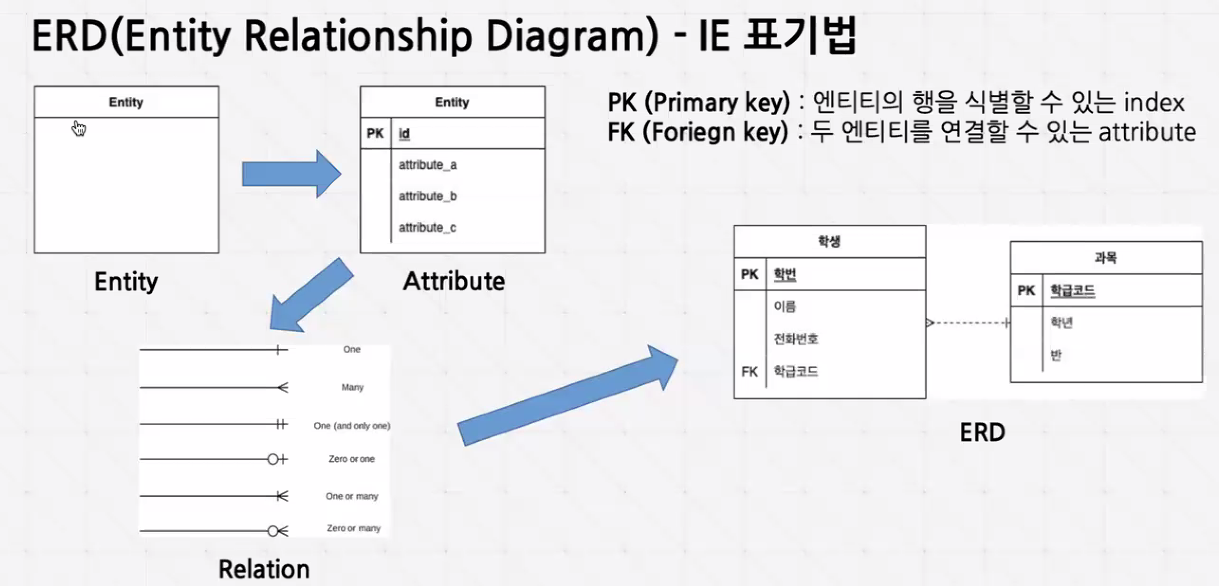 ERD(Entity Relationship Diagram) - IE 표기법
PK (Primary key) : 엔티티의 행을 식별할 수 있는 index
FK (Foriegn key) : 두 엔티티를 연결할 수 있는 attribute
Entity
Entity
Entity
PK id
attribute_a
attribute_b
attribute_c
Attribute
One
Many
One (and only one)
Zero or one
One or many
Zero or many
Relation
학생
PK 학번
이름
전화번호
FK 학급코드
과목
PK 학급코드
학년
반
ERD